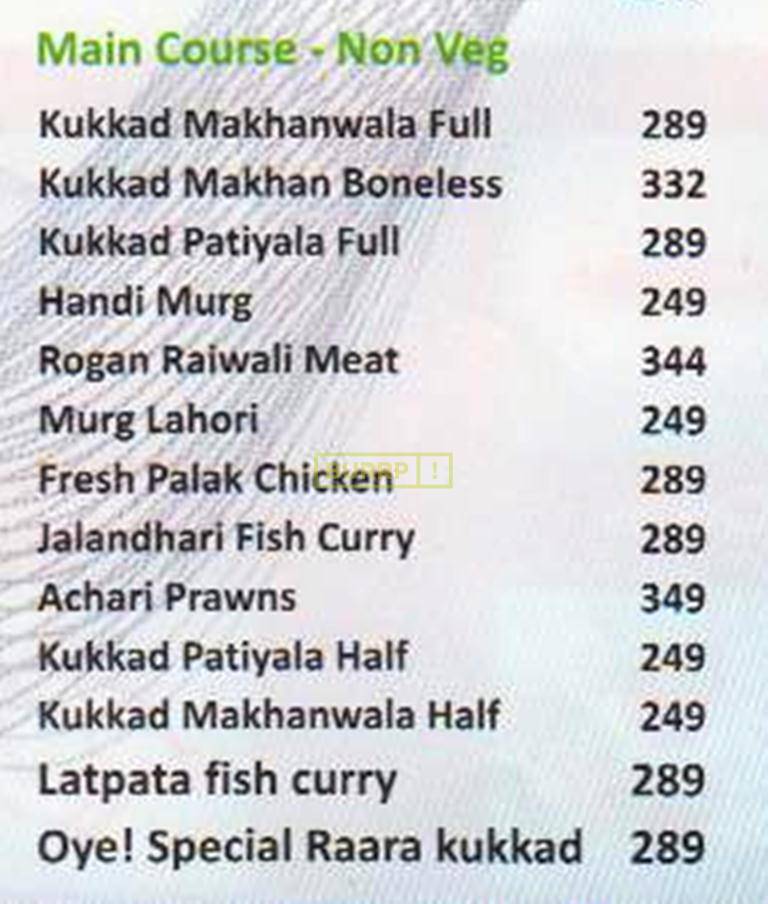 Main Course - Non Veg
Kukkad Makhanwala Full 289
Kukkad Makhan Boneless 332
Kukkad Patiyala Full 289
Handi Murg 249
Rogan Raiwali Meat 344
Murg Lahori 249
Fresh Palak Chicken 289
Jalandhari Fish Curry 289
Achari Prawns 349
Kukkad Patiyala Half 249
Kukkad Makhanwala Half 249
Latpata fish curry 289
Oye! Special Raara kukkad 289